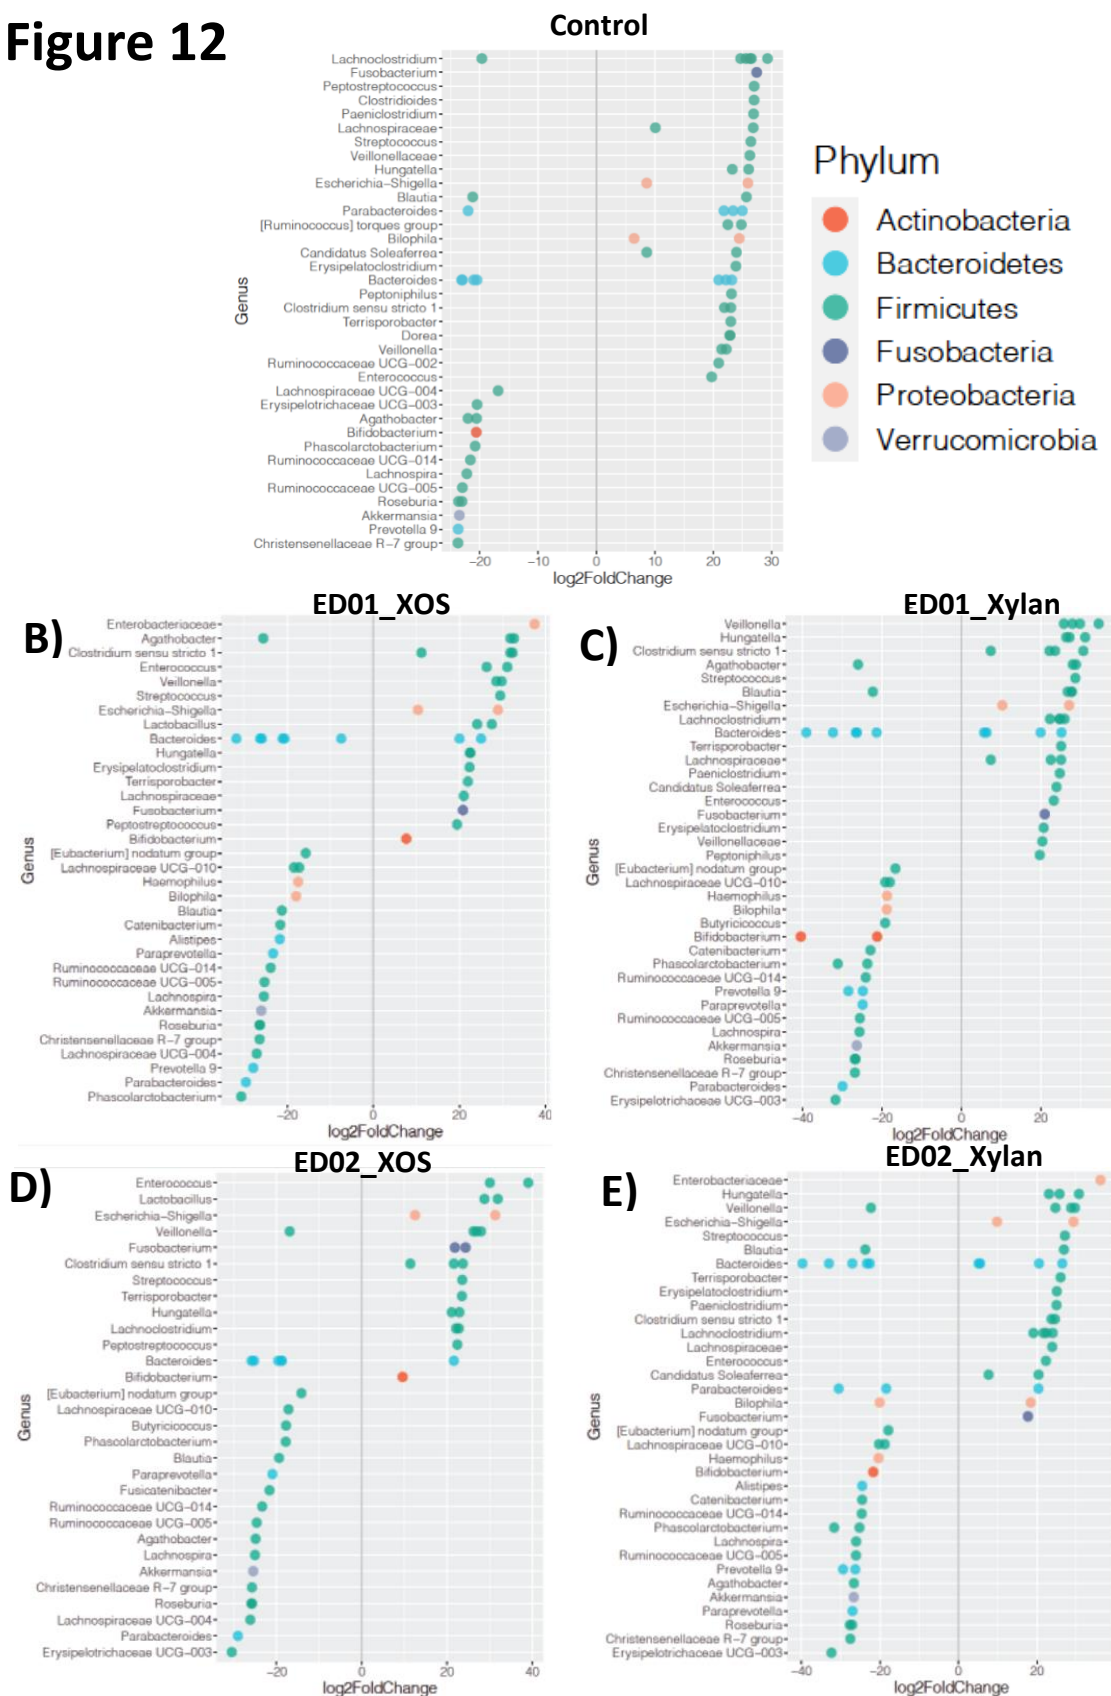 Figure 12
Control
Lachnoclostridium
Fusobacterium
Peptostreptococcus
Clostridioides
Paeniclostridium
Lachnospiraceae
Streptococcus
Veillonellaceae
Hungatella
Escherichia-Shigella
Blautia
Parabacteroides
[Ruminococcus] torques group
Bilophila
Candidatus Soleaferrea
Erysipelatoclostridium
Bacteroides
Peptoniphilus
Clostridium sensu stricto 1
Terrisporobacter
Dorea
Veillonella
Ruminococcaceae UCG-002
Enterococcus
Lachnospiraceae UCG-004
Erysipelotrichaceae UCG-003
Agathobacter
Bifidobacterium
Phascolarctobacterium
Ruminococcaceae UCG-014
Lachnospira
Ruminococcaceae UCG-005
Roseburia
Akkermansia
Prevotella 9
Christensenellaceae R-7 group
Genus
-20 -10 0 10 20 30
log2FoldChange
Phylum
Actinobacteria
Bacteroidetes
Firmicutes
Fusobacteria
Proteobacteria
Verrucomicrobia
B)
ED01_XOS
Enterobacteriaceae
Agathobacter
Clostridium sensu stricto 1
Enterococcus
Veillonella
Streptococcus
Escherichia-Shigella
Lactobacillus
Bacteroides
Hungatella
Erysipelatoclostridium
Terrisporobacter
Lachnospiraceae
Fusobacterium
Peptostreptococcus
Bifidobacterium
[Eubacterium] nodatum group
Lachnospiraceae UCG-010
Haemophilus
Bilophila
Blautia
Catenibacterium
Alistipes
Paraprevotella
Ruminococcaceae UCG-014
Ruminococcaceae UCG-005
Lachnospira
Akkermansia
Roseburia
Christensenellaceae R-7 group
Lachnospiraceae UCG-004
Prevotella 9
Parabacteroides
Phascolarctobacterium
Genus
-20 0 20 40
log2FoldChange
C)
ED01_Xylan
Veillonella
Hungatella
Clostridium sensu stricto 1
Agathobacter
Streptococcus
Blautia
Escherichia-Shigella
Lachnoclostridium
Bacteroides
Terrisporobacter
Lachnospiraceae
Paeniclostridium
Candidatus Soleaferrea
Enterococcus
Fusobacterium
Erysipelatoclostridium
Veillonellaceae
Peptoniphilus
[Eubacterium] nodatum group
Lachnospiraceae UCG-010
Haemophilus
Bilophila
Butyricicoccus
Bifidobacterium
Catenibacterium
Phascolarctobacterium
Ruminococcaceae UCG-014
Prevotella 9
Paraprevotella
Ruminococcaceae UCG-005
Lachnospira
Akkermansia
Roseburia
Christensenellaceae R-7 group
Parabacteroides
Erysipelotrichaceae UCG-003
Genus
-40 -20 0 20
log2FoldChange
D)
ED02_XOS
Enterococcus
Lactobacillus
Escherichia-Shigella
Veillonella
Fusobacterium
Clostridium sensu stricto 1
Streptococcus
Terrisporobacter
Hungatella
Lachnoclostridium
Peptostreptococcus
Bacteroides
Bifidobacterium
[Eubacterium] nodatum group
Lachnospiraceae UCG-010
Butyricicoccus
Phascolarctobacterium
Blautia
Paraprevotella
Fusicatenibacter
Ruminococcaceae UCG-014
Ruminococcaceae UCG-005
Agathobacter
Lachnospira
Akkermansia
Christensenellaceae R-7 group
Roseburia
Lachnospiraceae UCG-004
Parabacteroides
Erysipelotrichaceae UCG-003
Genus
-20 0 20 40
log2FoldChange
E)
ED02_Xylan
Enterobacteriaceae
Hungatella
Veillonella
Escherichia-Shigella
Streptococcus
Blautia
Bacteroides
Terrisporobacter
Erysipelatoclostridium
Paeniclostridium
Clostridium sensu stricto 1
Lachnoclostridium
Lachnospiraceae
Enterococcus
Candidatus Soleaferrea
Parabacteroides
Bilophila
Fusobacterium
[Eubacterium] nodatum group
Lachnospiraceae UCG-010
Haemophilus
Bifidobacterium
Alistipes
Catenibacterium
Ruminococcaceae UCG-014
Phascolarctobacterium
Lachnospira
Ruminococcaceae UCG-005
Prevotella 9
Agathobacter
Akkermansia
Paraprevotella
Roseburia
Christensenellaceae R-7 group
Erysipelotrichaceae UCG-003
Genus
-40 -20 0 20
log2FoldChange